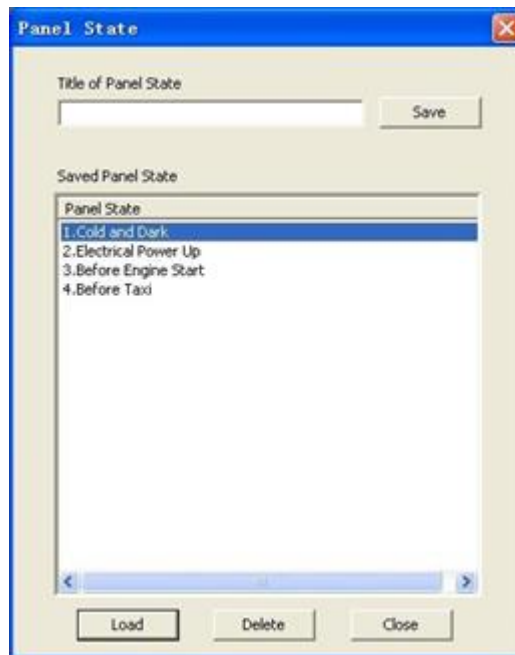 Panel State
Title of Panel State
Save
Saved Panel State
Panel State
1.Cold and Dark
2.Electrical Power Up
3.Before Engine Start
4.Before Taxi
Load
Delete
Close